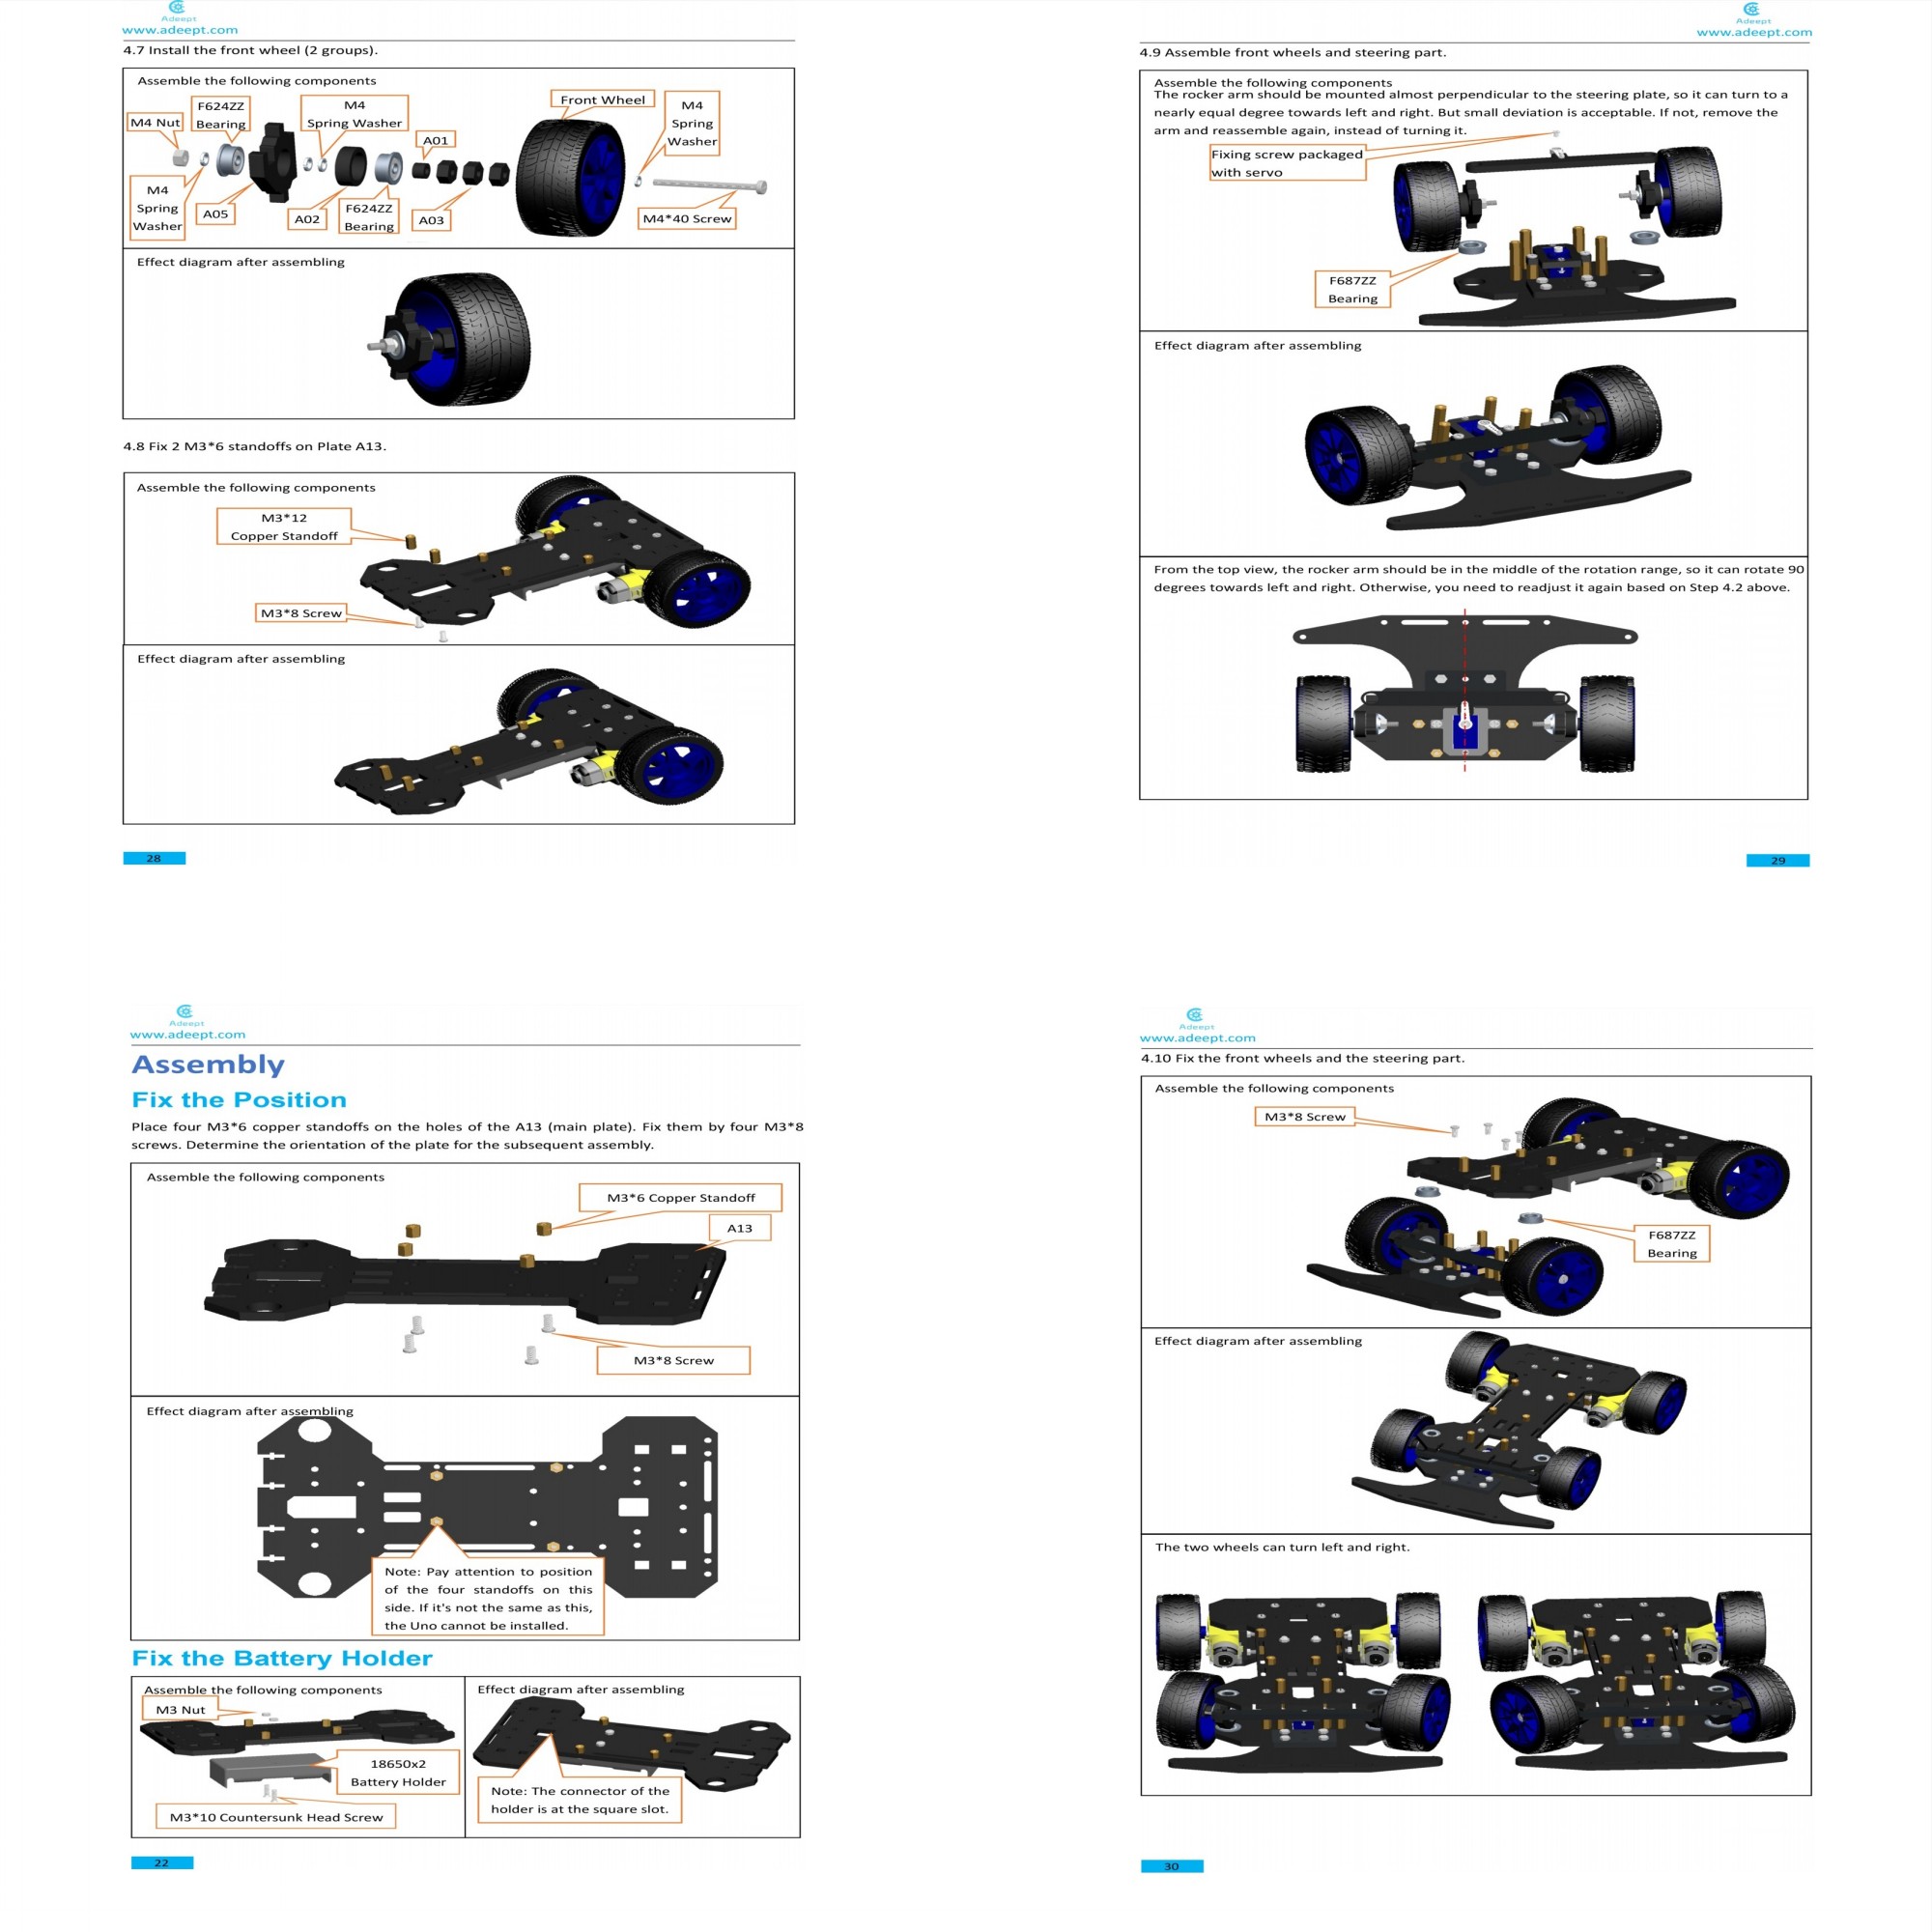 Adeept
www.adeept.com
4.7 Install the front wheel (2 groups).
Assemble the following components
M4 Nut
F624ZZ
Bearing
M4
Spring Washer
A01
Front Wheel
M4
Spring
Washer
M4
Spring
Washer
A05
A02
F624ZZ
Bearing
A03
M4*40 Screw
Effect diagram after assembling
4.8 Fix 2 M3*6 standoffs on Plate A13.
Assemble the following components
M3*12
Copper Standoff
M3*8 Screw
Effect diagram after assembling
28
Adeept
www.adeept.com
4.9 Assemble front wheels and steering part.
Assemble the following components
The rocker arm should be mounted almost perpendicular to the steering plate, so it can turn to a
nearly equal degree towards left and right. But small deviation is acceptable. If not, remove the
arm and reassemble again, instead of turning it.
Fixing screw packaged
with servo
F687ZZ
Bearing
Effect diagram after assembling
From the top view, the rocker arm should be in the middle of the rotation range, so it can rotate 90
degrees towards left and right. Otherwise, you need to readjust it again based on Step 4.2 above.
29
Adeept
www.adeept.com
Assembly
Fix the Position
Place four M3*6 copper standoffs on the holes of the A13 (main plate). Fix them by four M3*8
screws. Determine the orientation of the plate for the subsequent assembly.
Assemble the following components
M3*6 Copper Standoff
A13
M3*8 Screw
Effect diagram after assembling
Note: Pay attention to position
of the four standoffs on this
side. If it's not the same as this,
the Uno cannot be installed.
Fix the Battery Holder
Assemble the following components
M3 Nut
18650x2
Battery Holder
M3*10 Countersunk Head Screw
Effect diagram after assembling
Note: The connector of the
holder is at the square slot.
22
Adeept
www.adeept.com
4.10 Fix the front wheels and the steering part.
Assemble the following components
M3*8 Screw
F687ZZ
Bearing
Effect diagram after assembling
The two wheels can turn left and right.
30